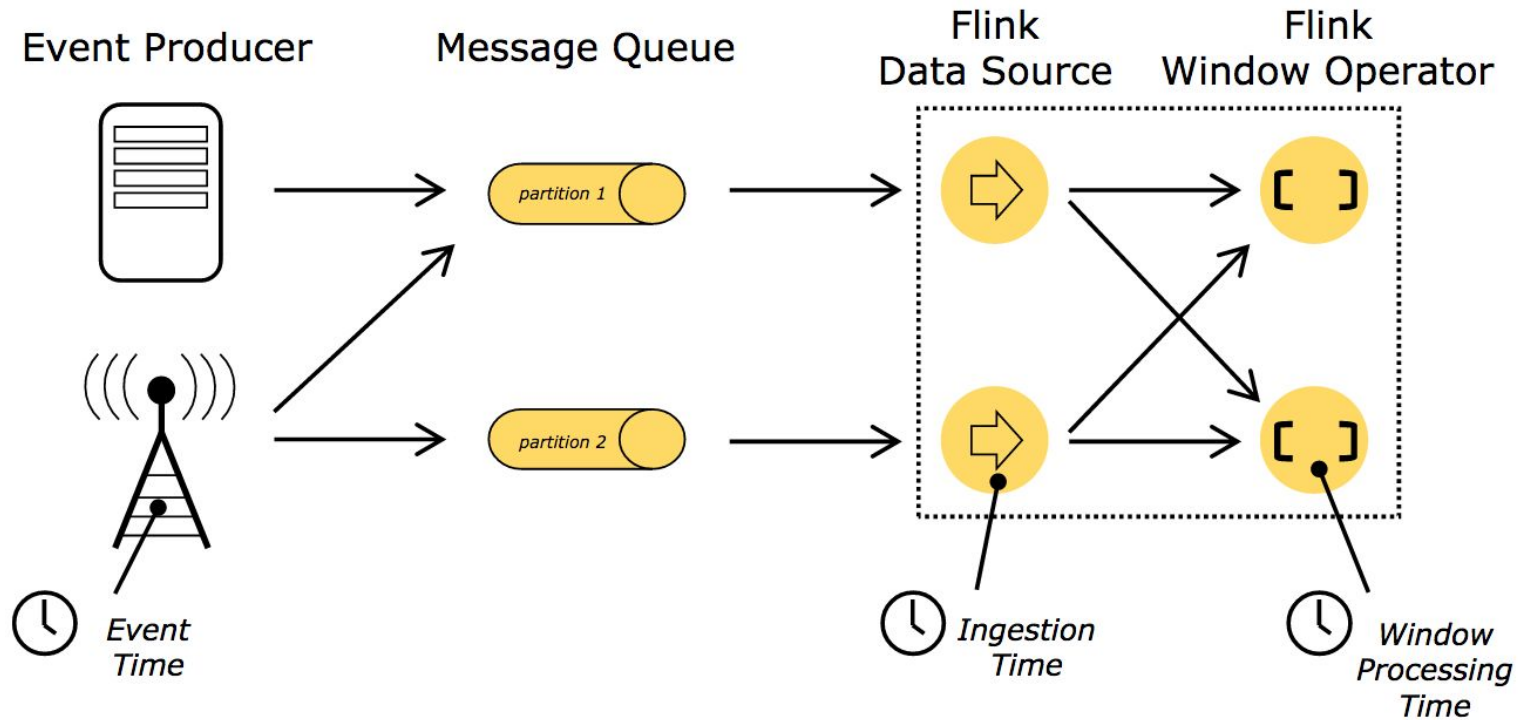 Event Producer
Message Queue
Flink
Data Source
Flink
Window Operator
partition 1
partition 2
Event
Time
Ingestion
Time
Window
Processing
Time